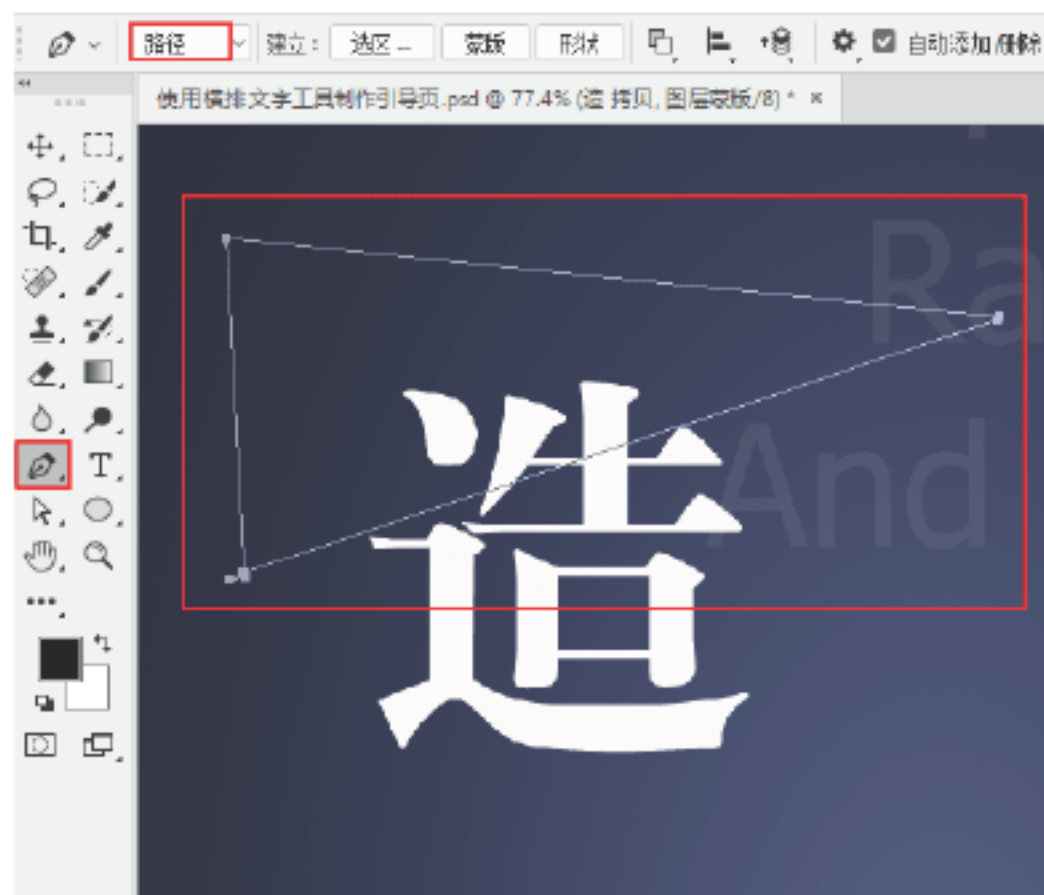 路径 建立： 选区... 蒙版 形状 自动添加/删除
使用横排文字工具制作引导页.psd @ 77.4% (造 拷贝, 图层蒙版/8) * ×
T
Ra
And
造